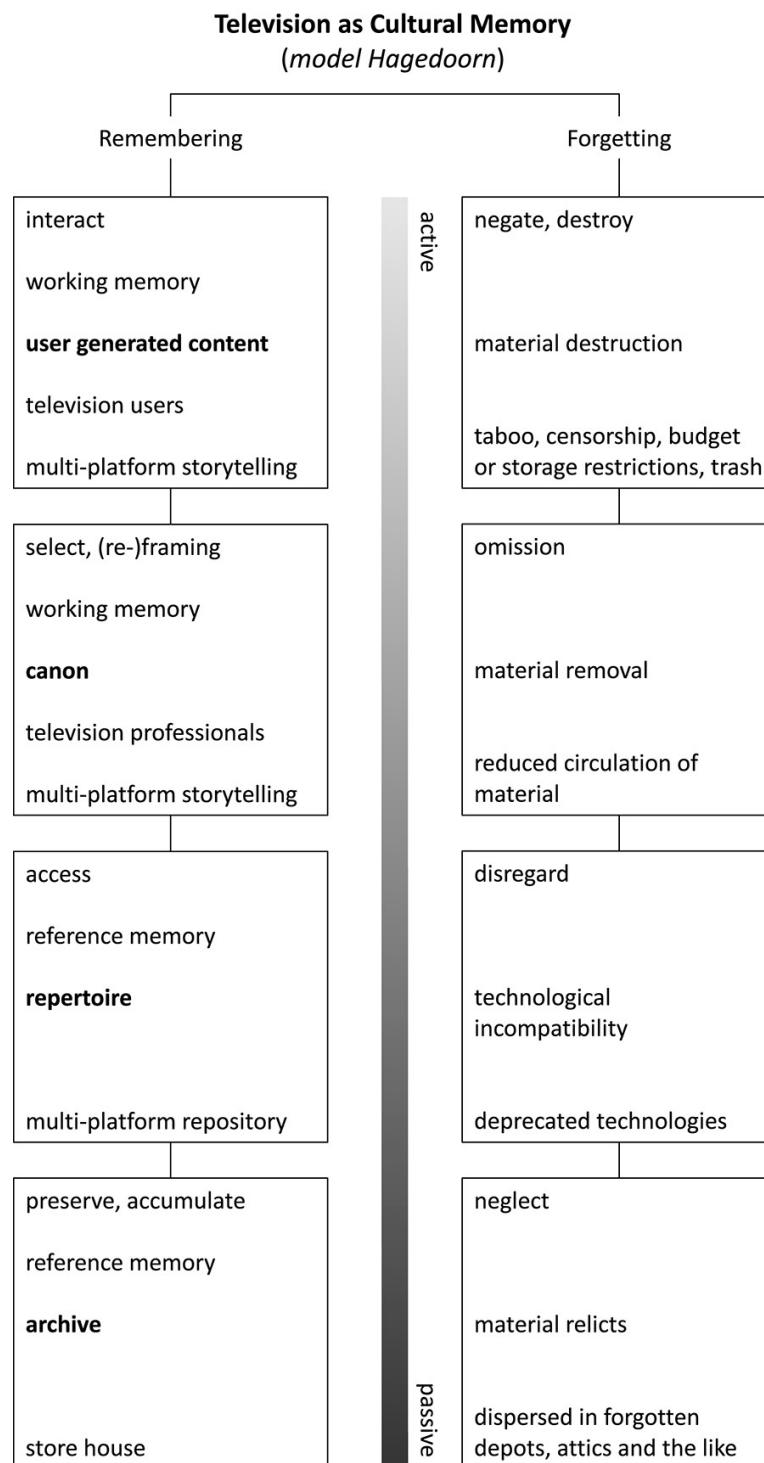 Television as Cultural Memory
(model Hagedoorn)
Remembering
Forgetting
interact
working memory
user generated content
television users
multi-platform storytelling
active
negate, destroy
material destruction
taboo, censorship, budget
or storage restrictions, trash
select, (re-)framing
working memory
canon
television professionals
multi-platform storytelling
omission
material removal
reduced circulation of
material
access
reference memory
repertoire
multi-platform repository
disregard
technological
incompatibility
deprecated technologies
preserve, accumulate
reference memory
archive
store house
passive
neglect
material relicts
dispersed in forgotten
depots, attics and the like